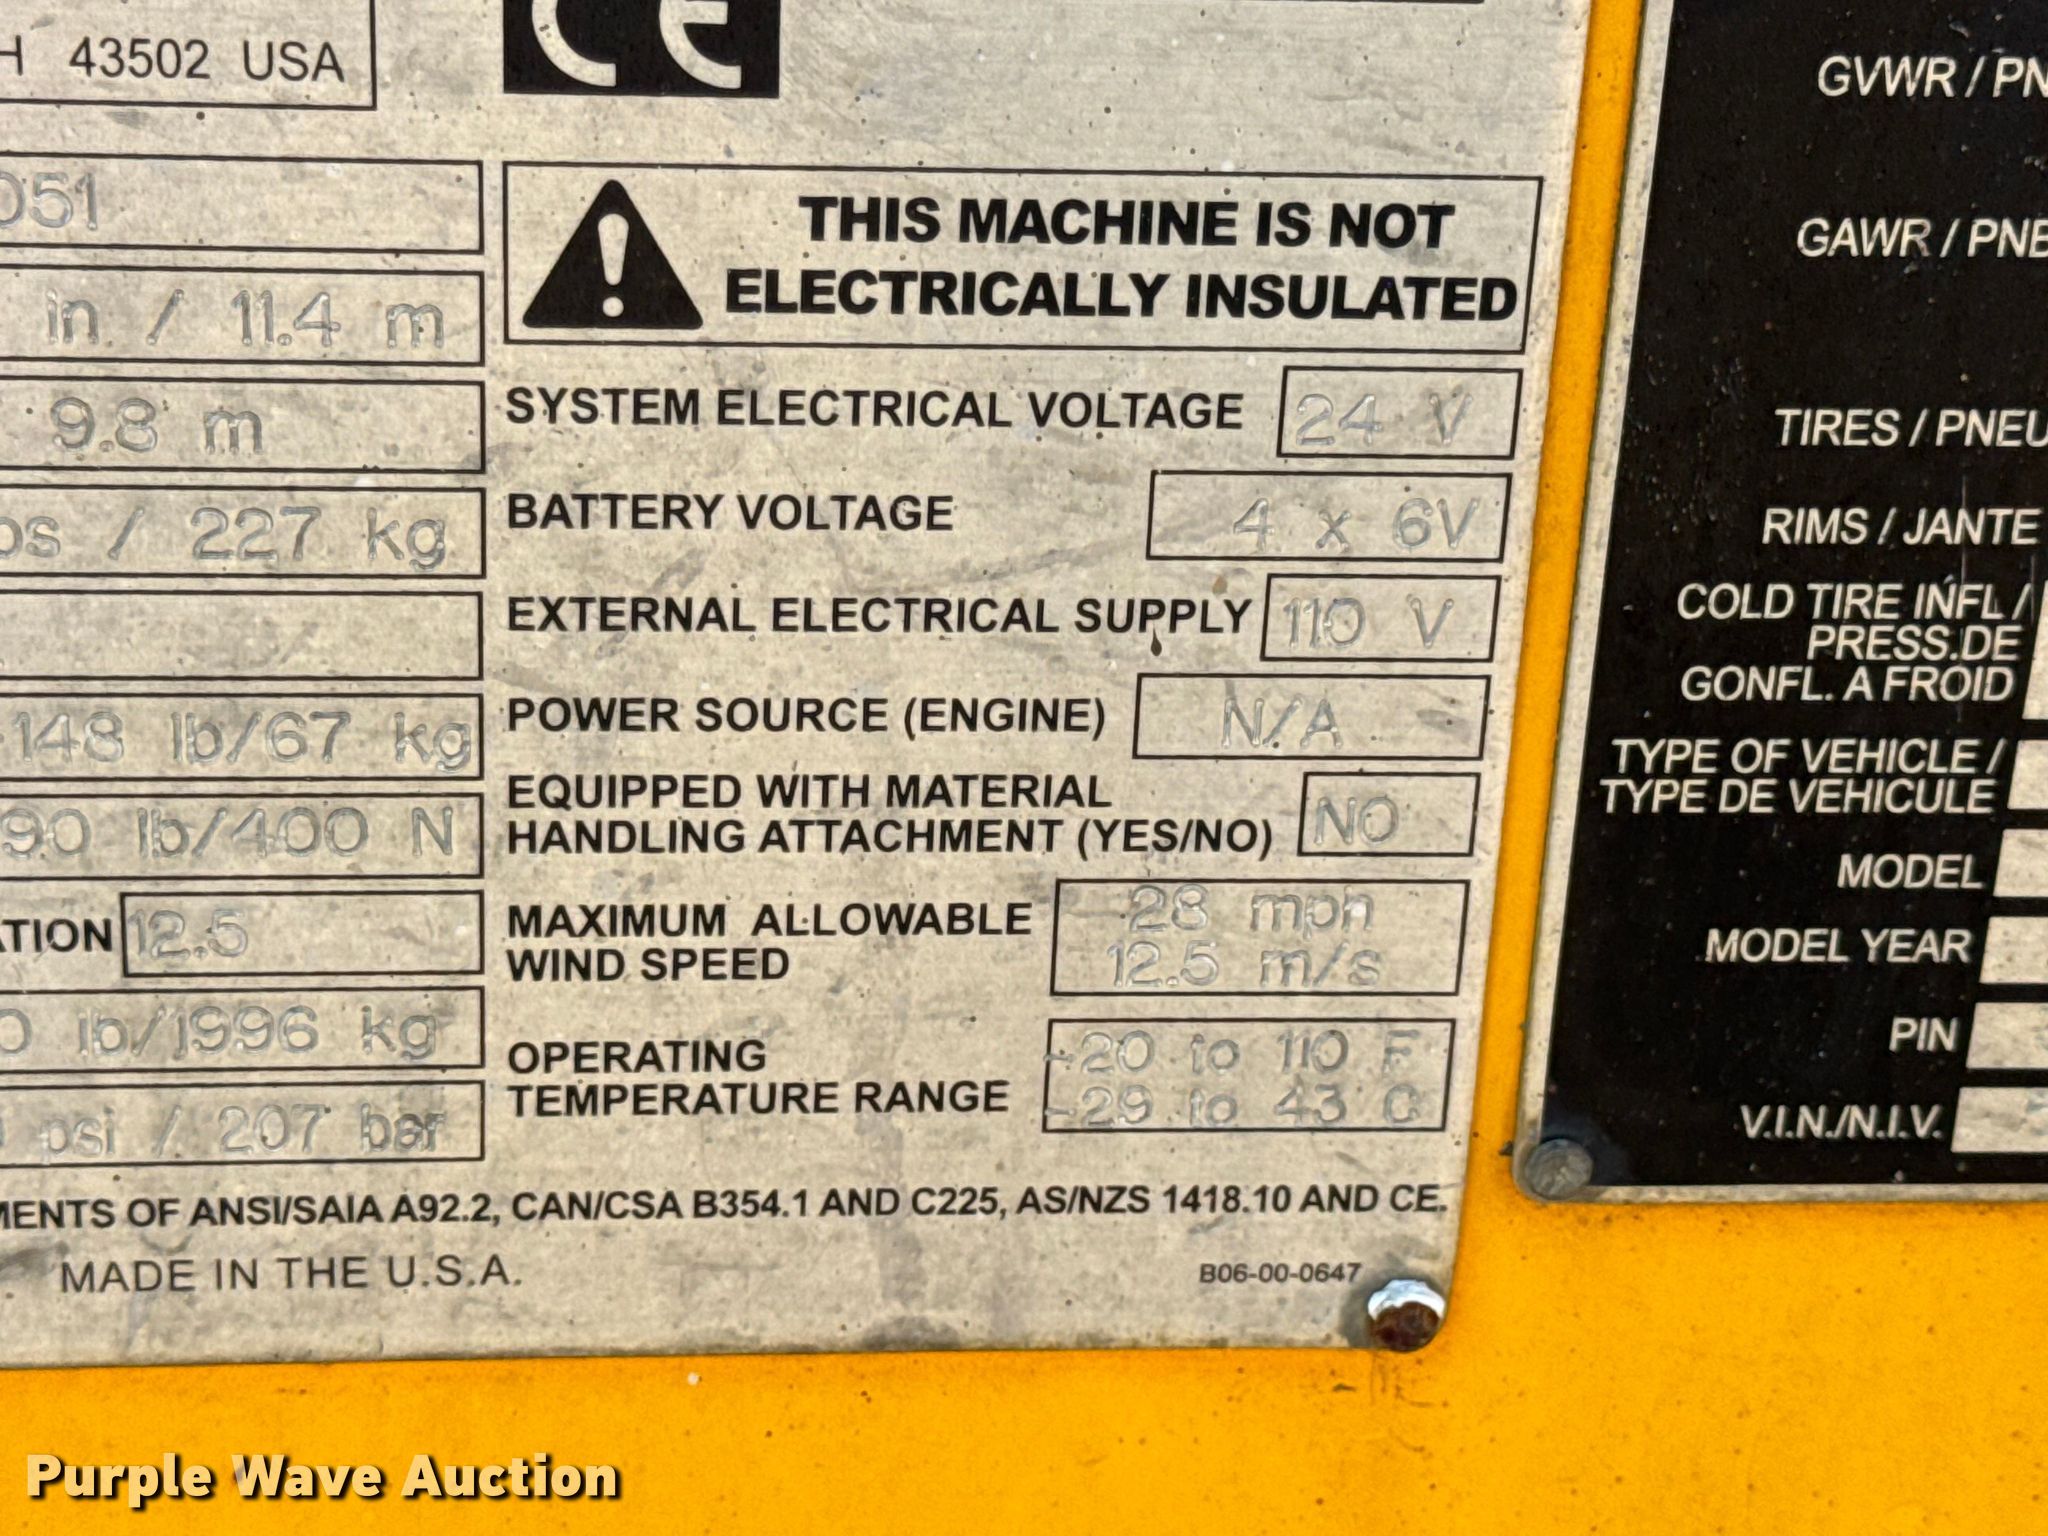 43502 USA
CE
051
in / 11.4 m
9.8 m
/ 227 kg
148 lb/67 kg
90 lb/400 N
12.5
0 lb/1996 kg
psi / 207 bar
THIS MACHINE IS NOT
ELECTRICALLY INSULATED
SYSTEM ELECTRICAL VOLTAGE 24 V
BATTERY VOLTAGE 4 x 6V
EXTERNAL ELECTRICAL SUPPLY 110 V
POWER SOURCE (ENGINE) N/A
EQUIPPED WITH MATERIAL
HANDLING ATTACHMENT (YES/NO) NO
MAXIMUM ALLOWABLE 28 mph
WIND SPEED 12.5 m/s
OPERATING -20 to 110 F
TEMPERATURE RANGE -29 to 43 C
MENTS OF ANSI/SAIA A92.2, CAN/CSA B354.1 AND C225, AS/NZS 1418.10 AND CE.
MADE IN THE U.S.A.
B06-00-0647
GVWR / PN
GAWR / PNB
TIRES / PNEU
RIMS / JANTE
COLD TIRE INFL /
PRESS.DE
GONFL. A FROID
TYPE OF VEHICLE /
TYPE DE VEHICULE
MODEL
MODEL YEAR
PIN
V.I.N./N.I.V.
Purple Wave Auction